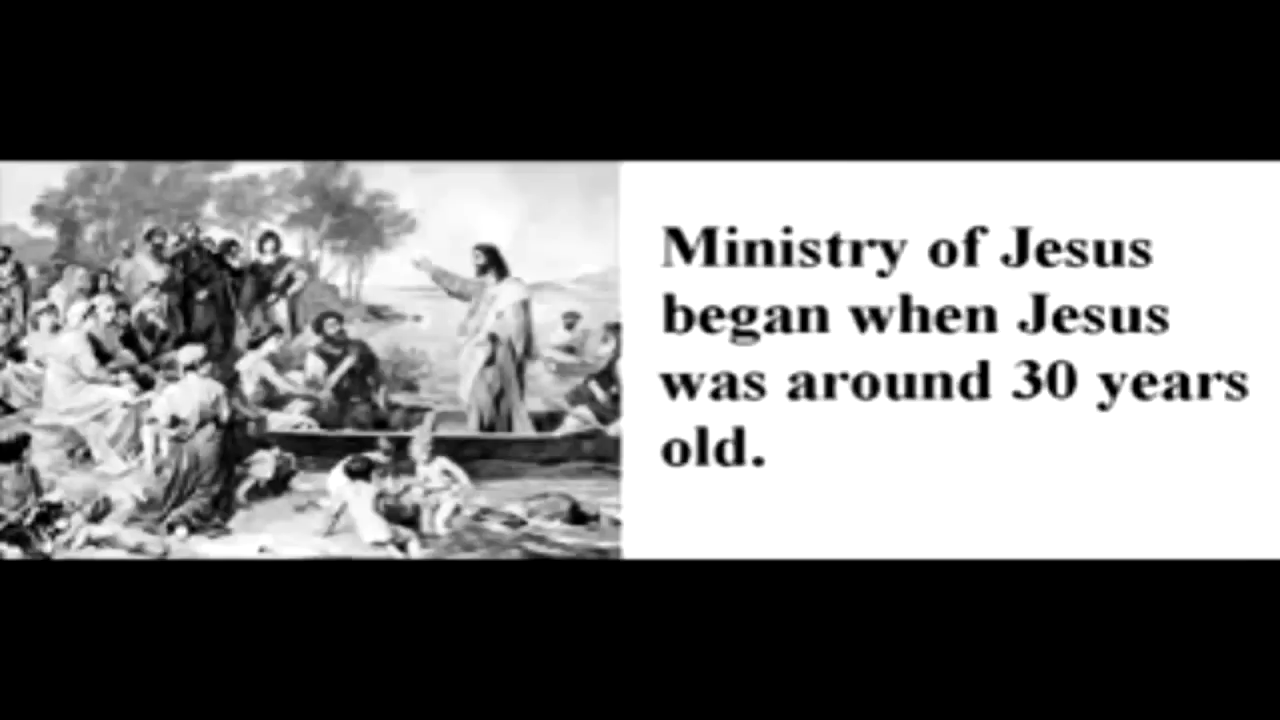 Ministry of Jesus
began when Jesus
was around 30 years
old.